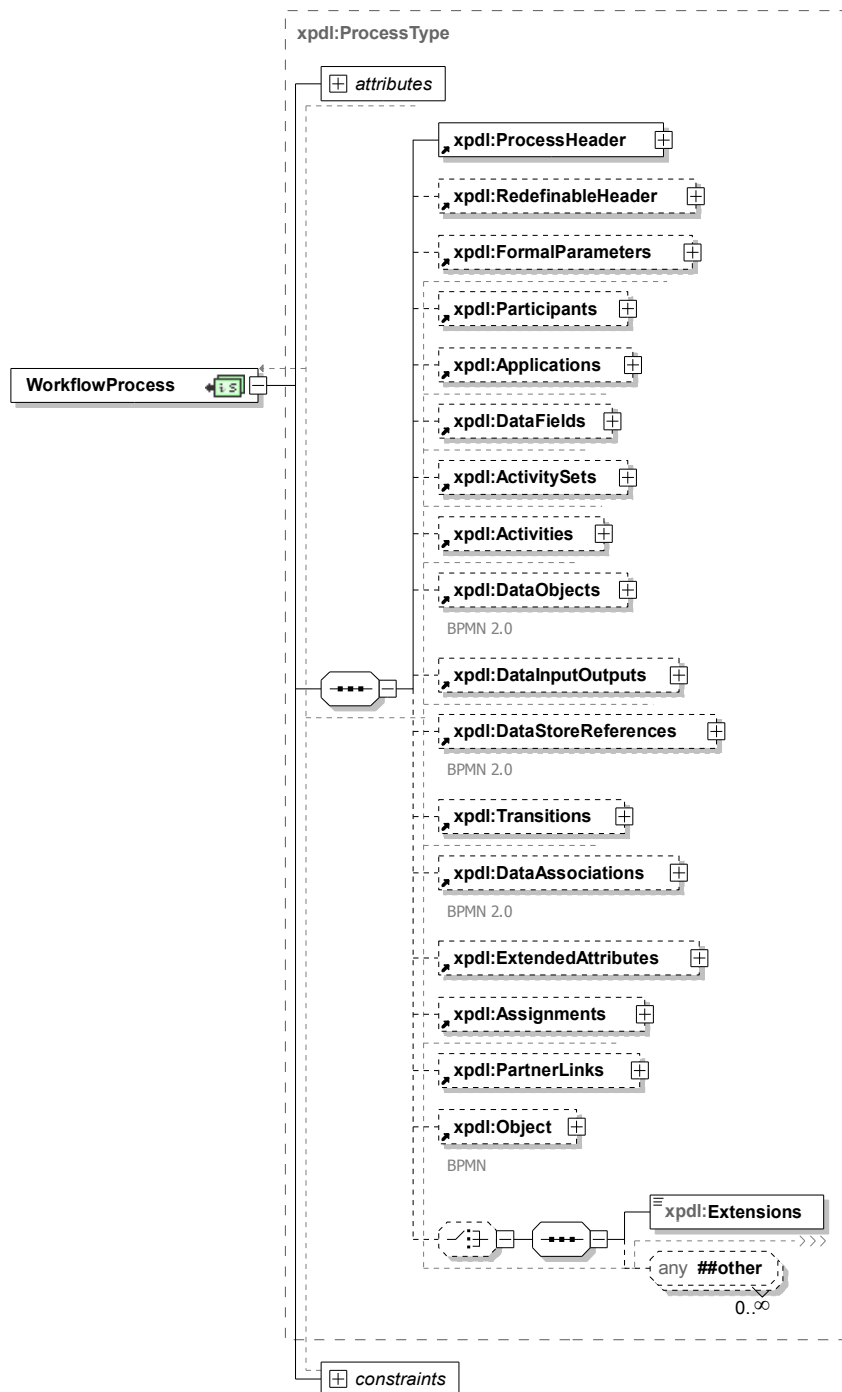 xpdl:ProcessType
attributes
xpdl:ProcessHeader
xpdl:RedefinableHeader
xpdl:FormalParameters
xpdl:Participants
xpdl:Applications
WorkflowProcess
xpdl:DataFields
xpdl:ActivitySets
xpdl:Activities
xpdl:DataObjects
BPMN 2.0
xpdl:DataInputOutputs
xpdl:DataStoreReferences
BPMN 2.0
xpdl:Transitions
xpdl:DataAssociations
BPMN 2.0
xpdl:ExtendedAttributes
xpdl:Assignments
xpdl:PartnerLinks
xpdl:Object
BPMN
xpdl:Extensions
any ##other
0..∞
constraints